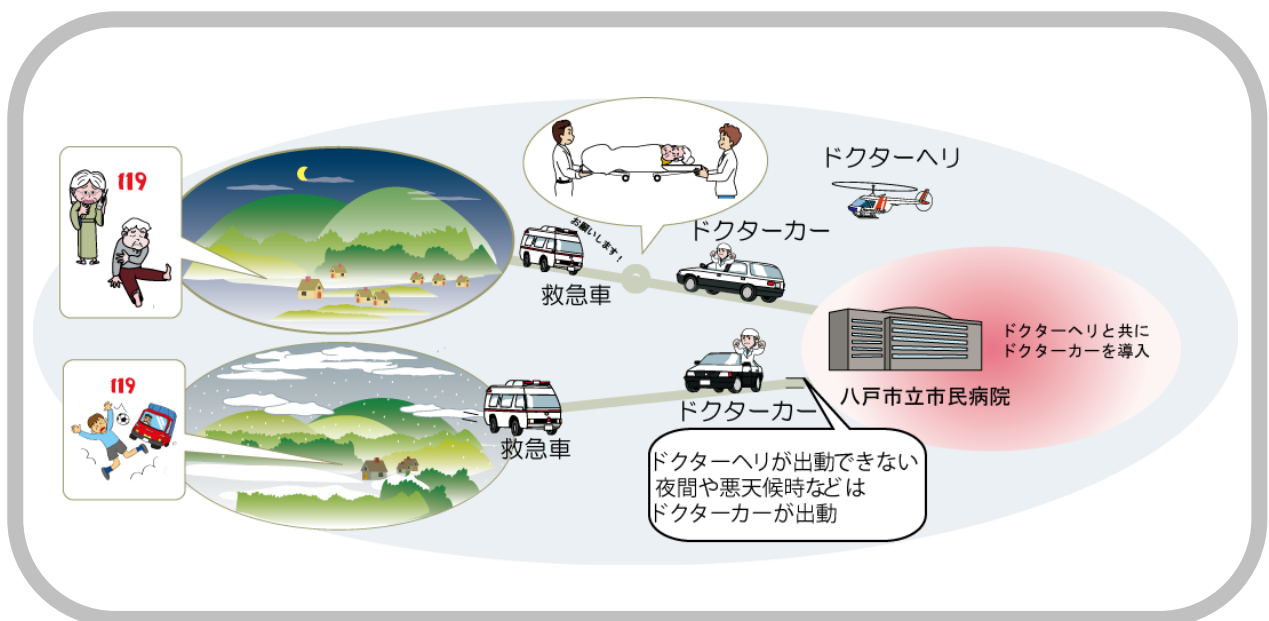 119
お願いします！
救急車
ドクターカー
ドクターヘリ
ドクターヘリと共に
ドクターカーを導入
八戸市立市民病院
119
救急車
ドクターカー
ドクターヘリが出動できない
夜間や悪天候時などは
ドクターカーが出動